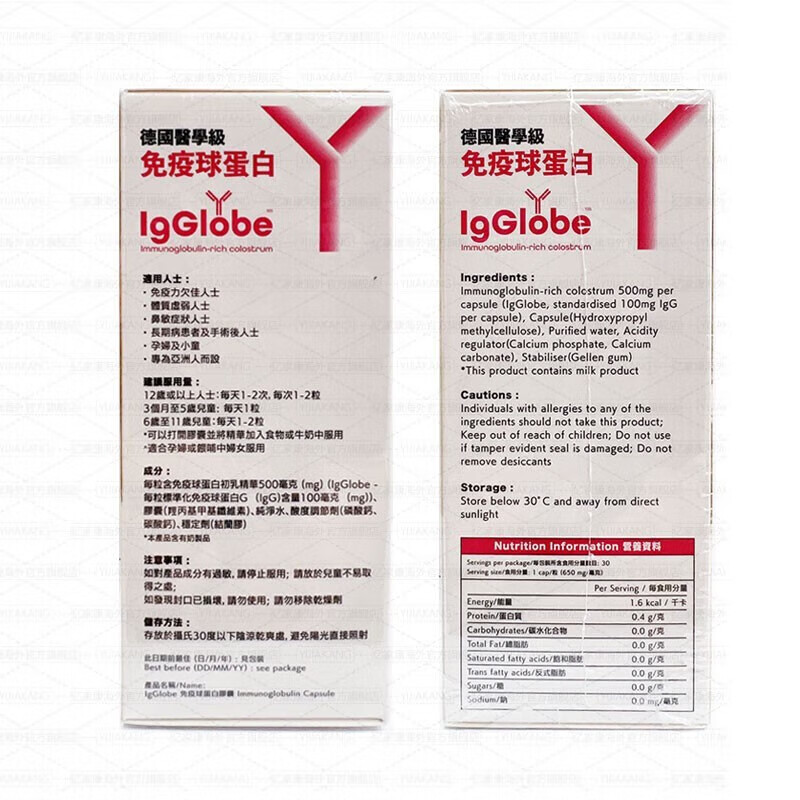 德國醫學級
免疫球蛋白
IgGlobe
Immunoglobulin-rich colostrum
適用人士：
· 免疫力欠佳人士
· 體質虛弱人士
· 鼻敏症狀人士
· 長期病患者及手術後人士
· 孕婦及小童
· 專為亞洲人而設
建議服用量：
12歲或以上人士：每天1-2次, 每次1-2粒
3個月至5歲兒童: 每天1粒
6歲至11歲兒童: 每天1-2粒
*可以打開膠囊並將精華加入食物或牛奶中服用
^適合孕婦或餵哺中婦女服用
成分：
每粒含免疫球蛋白初乳精華500毫克 (mg) (IgGlobe -
每粒標準化免疫球蛋白G (IgG)含量100毫克 (mg))、
膠囊(羥丙基甲基纖維素)、純淨水、酸度調節劑(磷酸鈣、
碳酸鈣)、穩定劑(結蘭膠)
*本產品含有奶製品
注意事項：
如對產品成分有過敏, 請停止服用; 請放於兒童不易取
得之處;
如發現封口已損壞, 請勿使用; 請勿移除乾燥劑
儲存方法：
存放於攝氏30度以下陰涼乾爽處, 避免陽光直接照射
此日期前最佳 (日/月/年) : 見包裝
Best before (DD/MM/YY) : see package
產品名稱/Name:
IgGlobe 免疫球蛋白膠囊 Immunoglobulin Capsule
德國醫學級
免疫球蛋白
IgGlobe
Immunoglobulin-rich colostrum
Ingredients :
Immunoglobulin-rich colostrum 500mg per
capsule (IgGlobe, standardised 100mg IgG
per capsule), Capsule(Hydroxypropyl
methylcellulose), Purified water, Acidity
regulator(Calcium phosphate, Calcium
carbonate), Stabiliser(Gellen gum)
*This product contains milk product
Cautions :
Individuals with allergies to any of the
ingredients should not take this product;
Keep out of reach of children; Do not use
if tamper evident seal is damaged; Do not
remove desiccants
Storage :
Store below 30˚C and away from direct
sunlight
Nutrition Information 營養資料
Servings per package/每包裝所含食用分量數目: 30
Serving size/食用分量: 1 cap/粒 (650 mg/毫克)
Per Serving / 每食用分量
Energy/能量 1.6 kcal / 千卡
Protein/蛋白質 0.4 g/克
Carbohydrates/碳水化合物 0.0 g/克
Total Fat/總脂肪 0.0 g/克
Saturated fatty acids/飽和脂肪 0.0 g/克
Trans fatty acids/反式脂肪 0.0 g/克
Sugars/糖 0.0 g/克
Sodium/鈉 0.0 mg/毫克